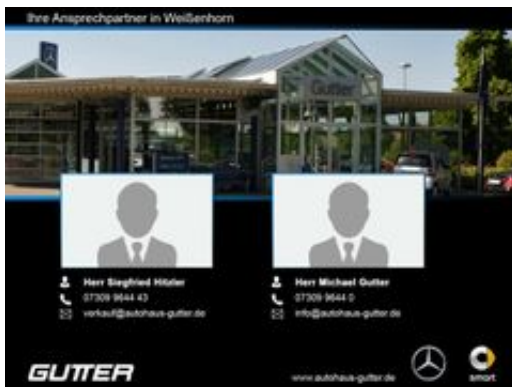 Ihre Ansprechpartner in Weißenhorn
Gutter
Herr Siegfried Hitzler
07309 9644 43
verkauf@autohaus-gutter.de
Herr Michael Gutter
07309 9644 0
info@autohaus-gutter.de
GUTTER
www.autohaus-gutter.de
smart